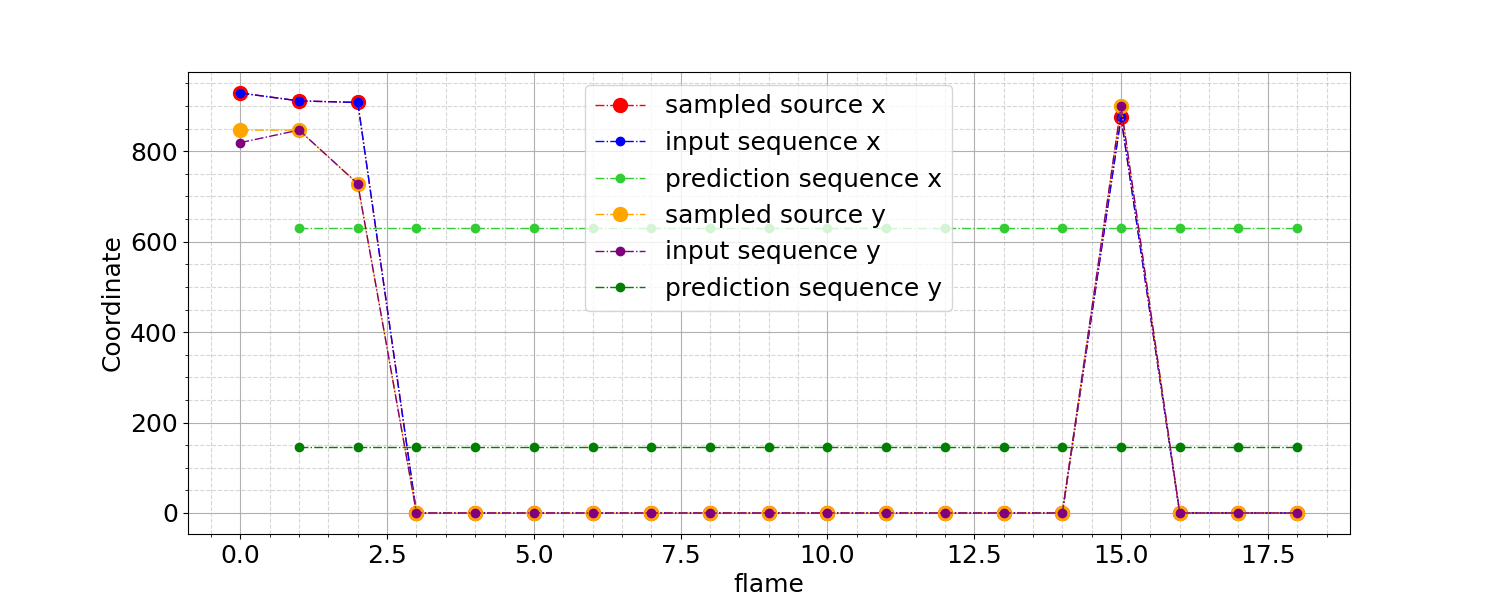 sampled source x
input sequence x
prediction sequence x
sampled source y
input sequence y
prediction sequence y
Coordinate
800
600
400
200
0
0.0 2.5 5.0 7.5 10.0 12.5 15.0 17.5
flame